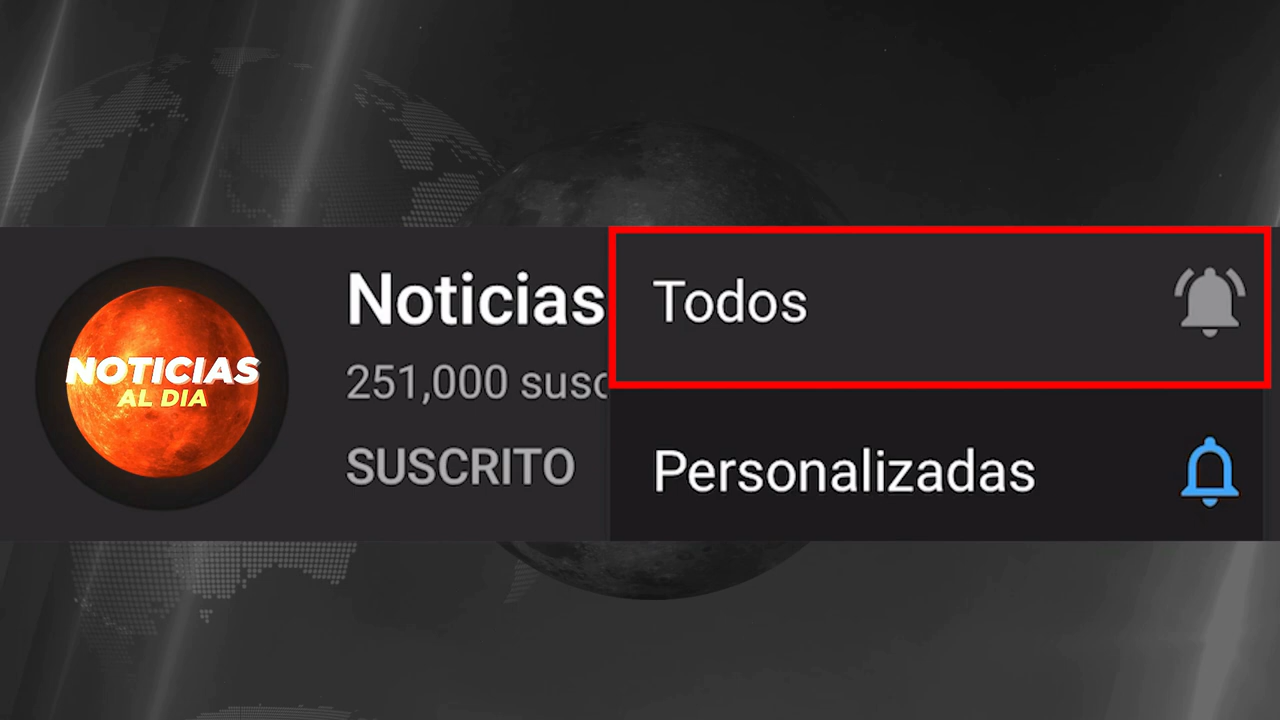 NOTICIAS
AL DIA
Noticias
251,000 susc
SUSCRITO
Todos
Personalizadas